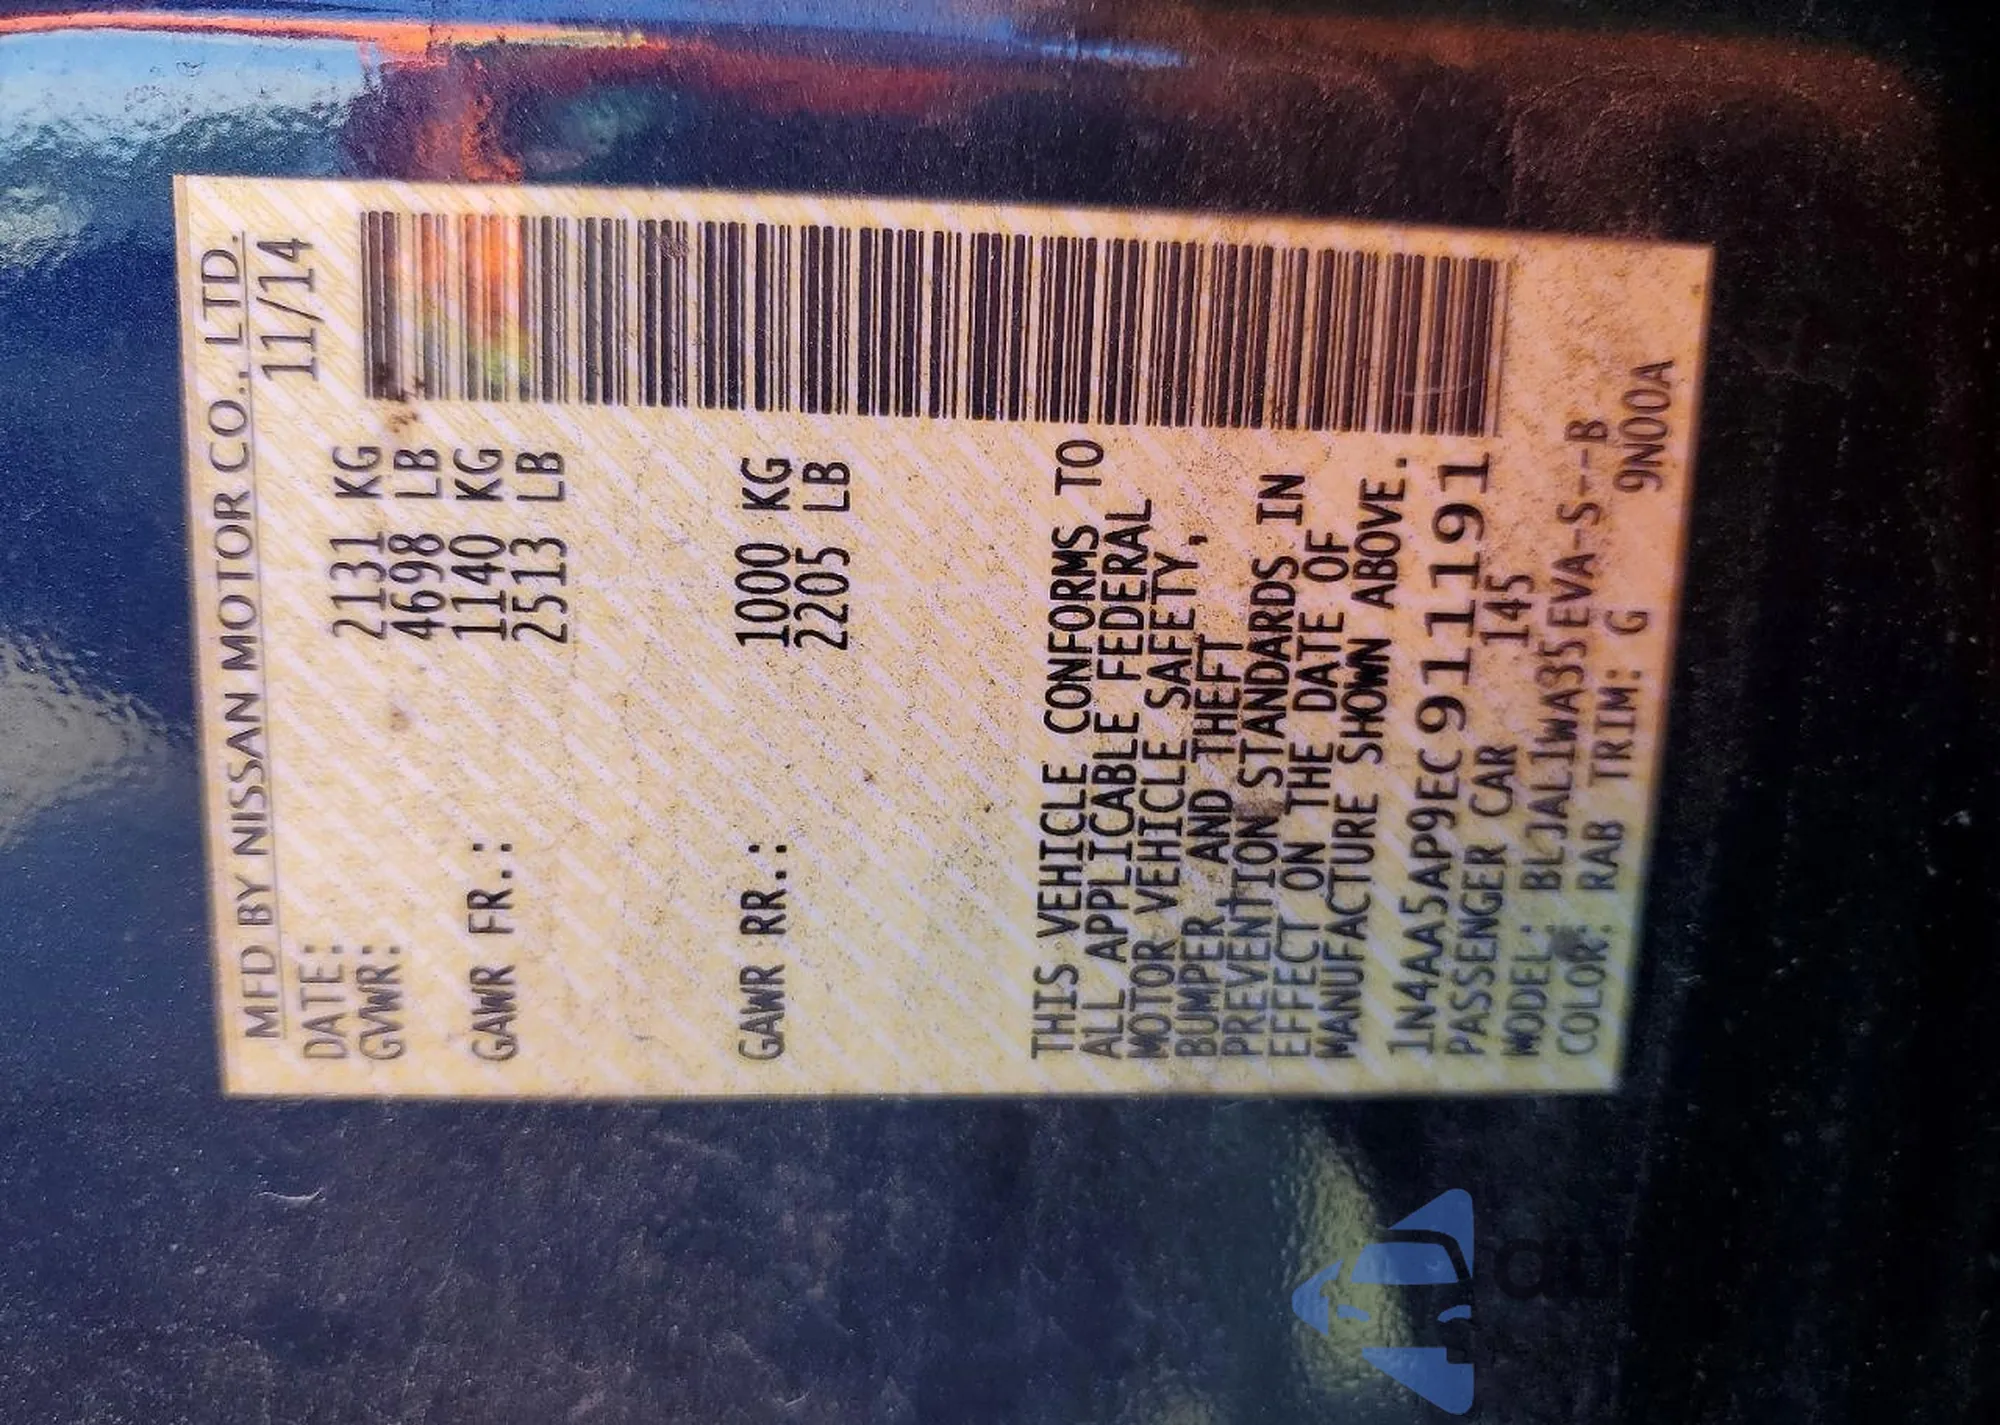 MFD BY NISSAN MOTOR CO., LTD.
DATE: 11/14
GVWR: 2131 KG
4698 LB
GAWR FR.: 1140 KG
2513 LB
GAWR RR.: 1000 KG
2205 LB
THIS VEHICLE CONFORMS TO
ALL APPLICABLE FEDERAL
MOTOR VEHICLE SAFETY,
BUMPER, AND THEFT
PREVENTION STANDARDS IN
EFFECT ON THE DATE OF
MANUFACTURE SHOWN ABOVE.
1N4AA5AP9EC911191
PASSENGER CAR 145
MODEL: BLJAL1WA35EVA-S--B
COLOR: RAB TRIM: G 9N00A